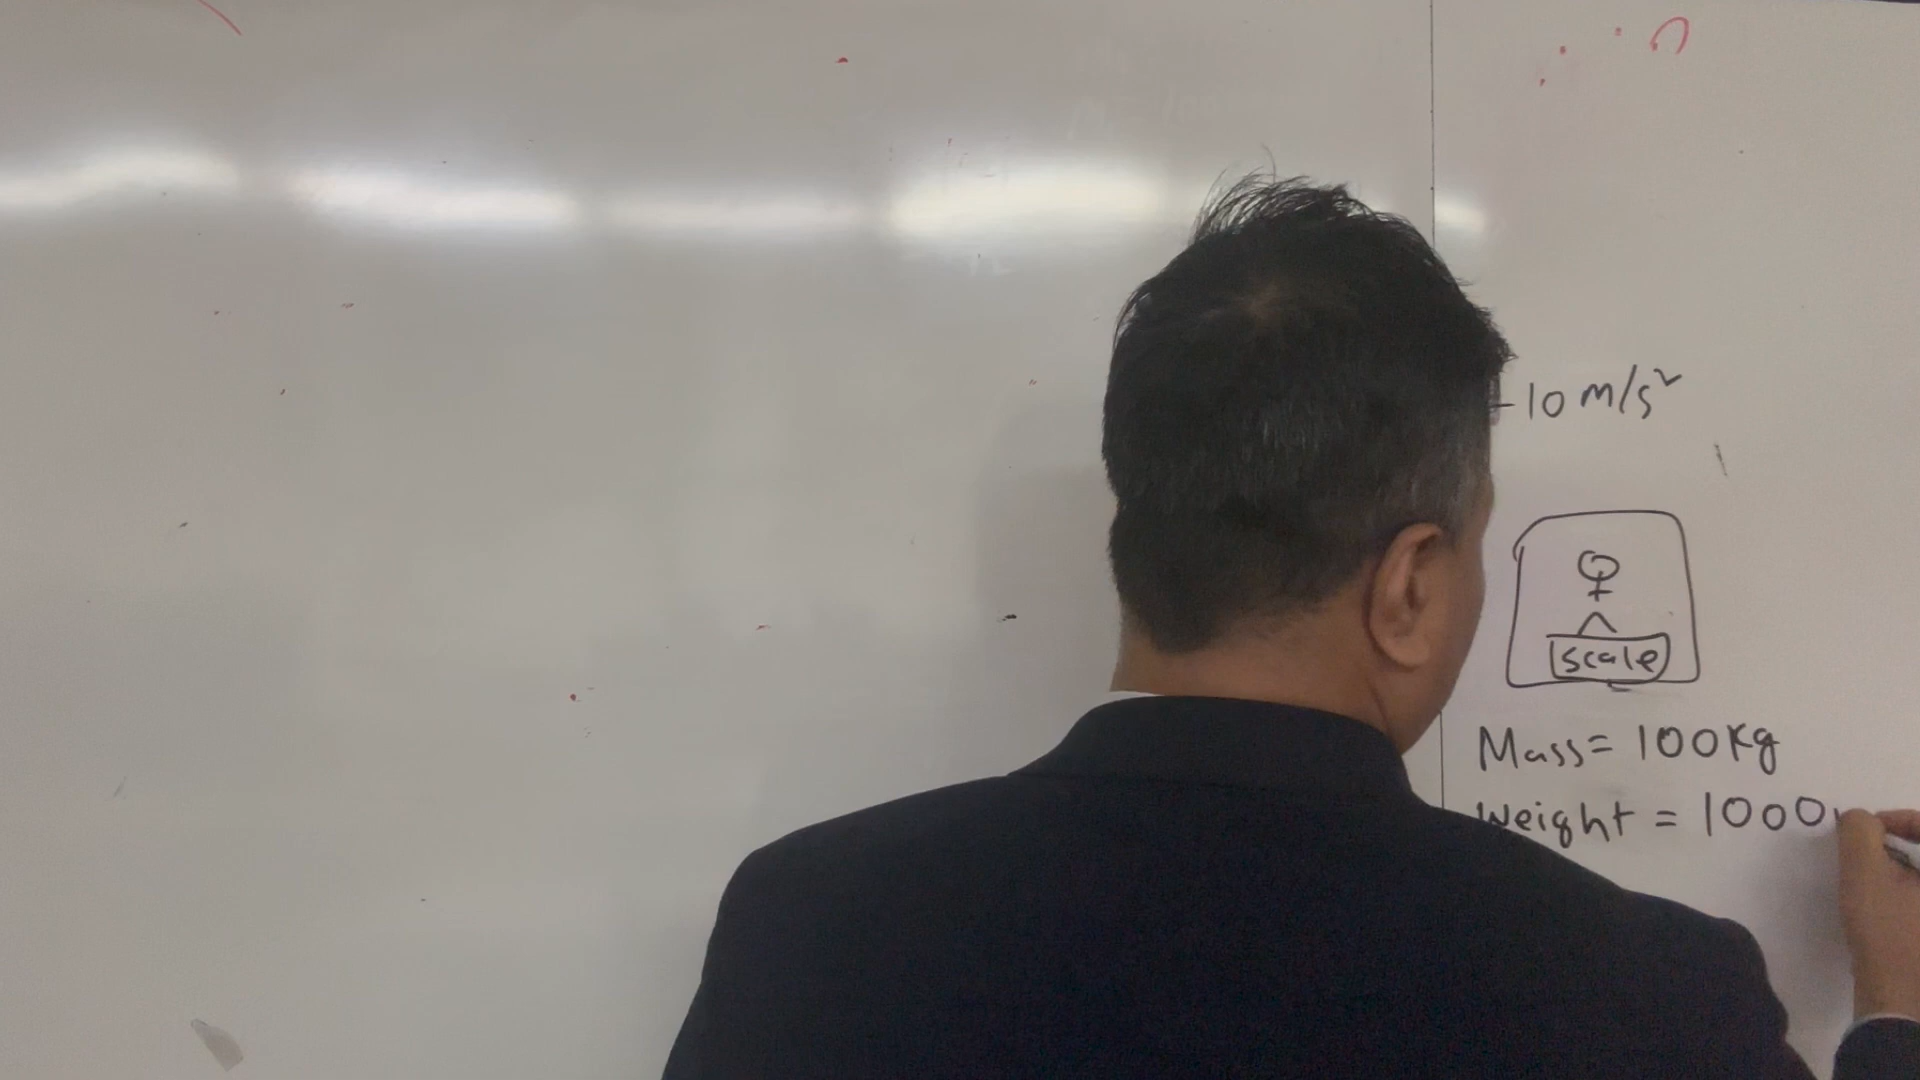 -10 m/s²
scale
Mass = 100Kg
Weight = 1000